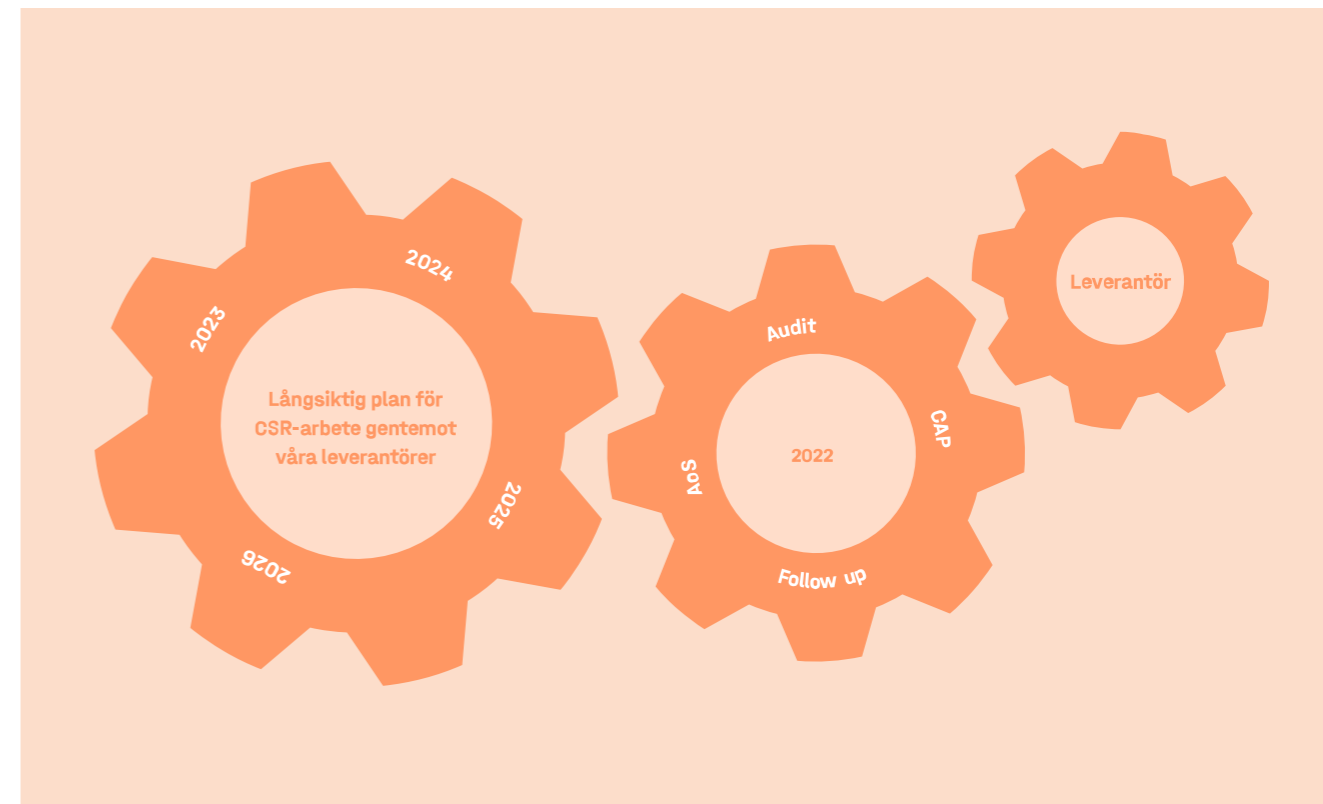 2023
2024
2025
2026
Långsiktig plan för
CSR-arbete gentemot
våra leverantörer
Audit
CAP
Follow up
AoS
2022
Leverantör